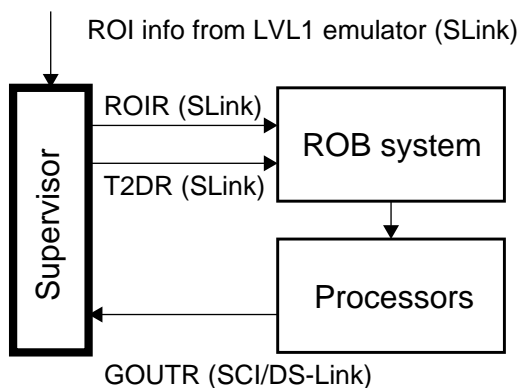 ROI info from LVL1 emulator (SLink)
ROIR (SLink)
ROB system
T2DR (SLink)
Supervisor
Processors
GOUTR (SCI/DS-Link)